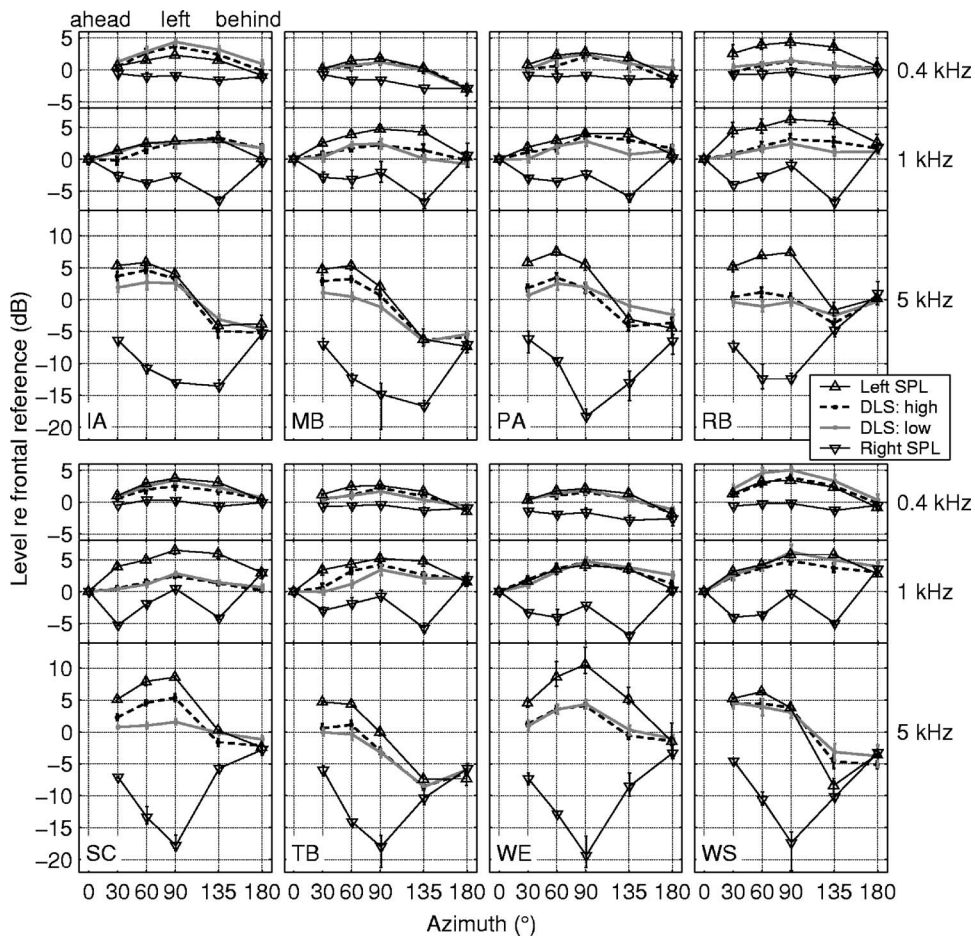 ahead left behind
5
0
−5
0.4 kHz
5
0
−5
1 kHz
10
5
0
−5
−10
−15
−20
5 kHz
IA MB PA RB
Left SPL
DLS: high
DLS: low
Right SPL
Level re frontal reference (dB)
5
0
−5
0.4 kHz
5
0
−5
1 kHz
10
5
0
−5
−10
−15
−20
5 kHz
SC TB WE WS
0 30 60 90 135 180 0 30 60 90 135 180 0 30 60 90 135 180 0 30 60 90 135 180
Azimuth (°)